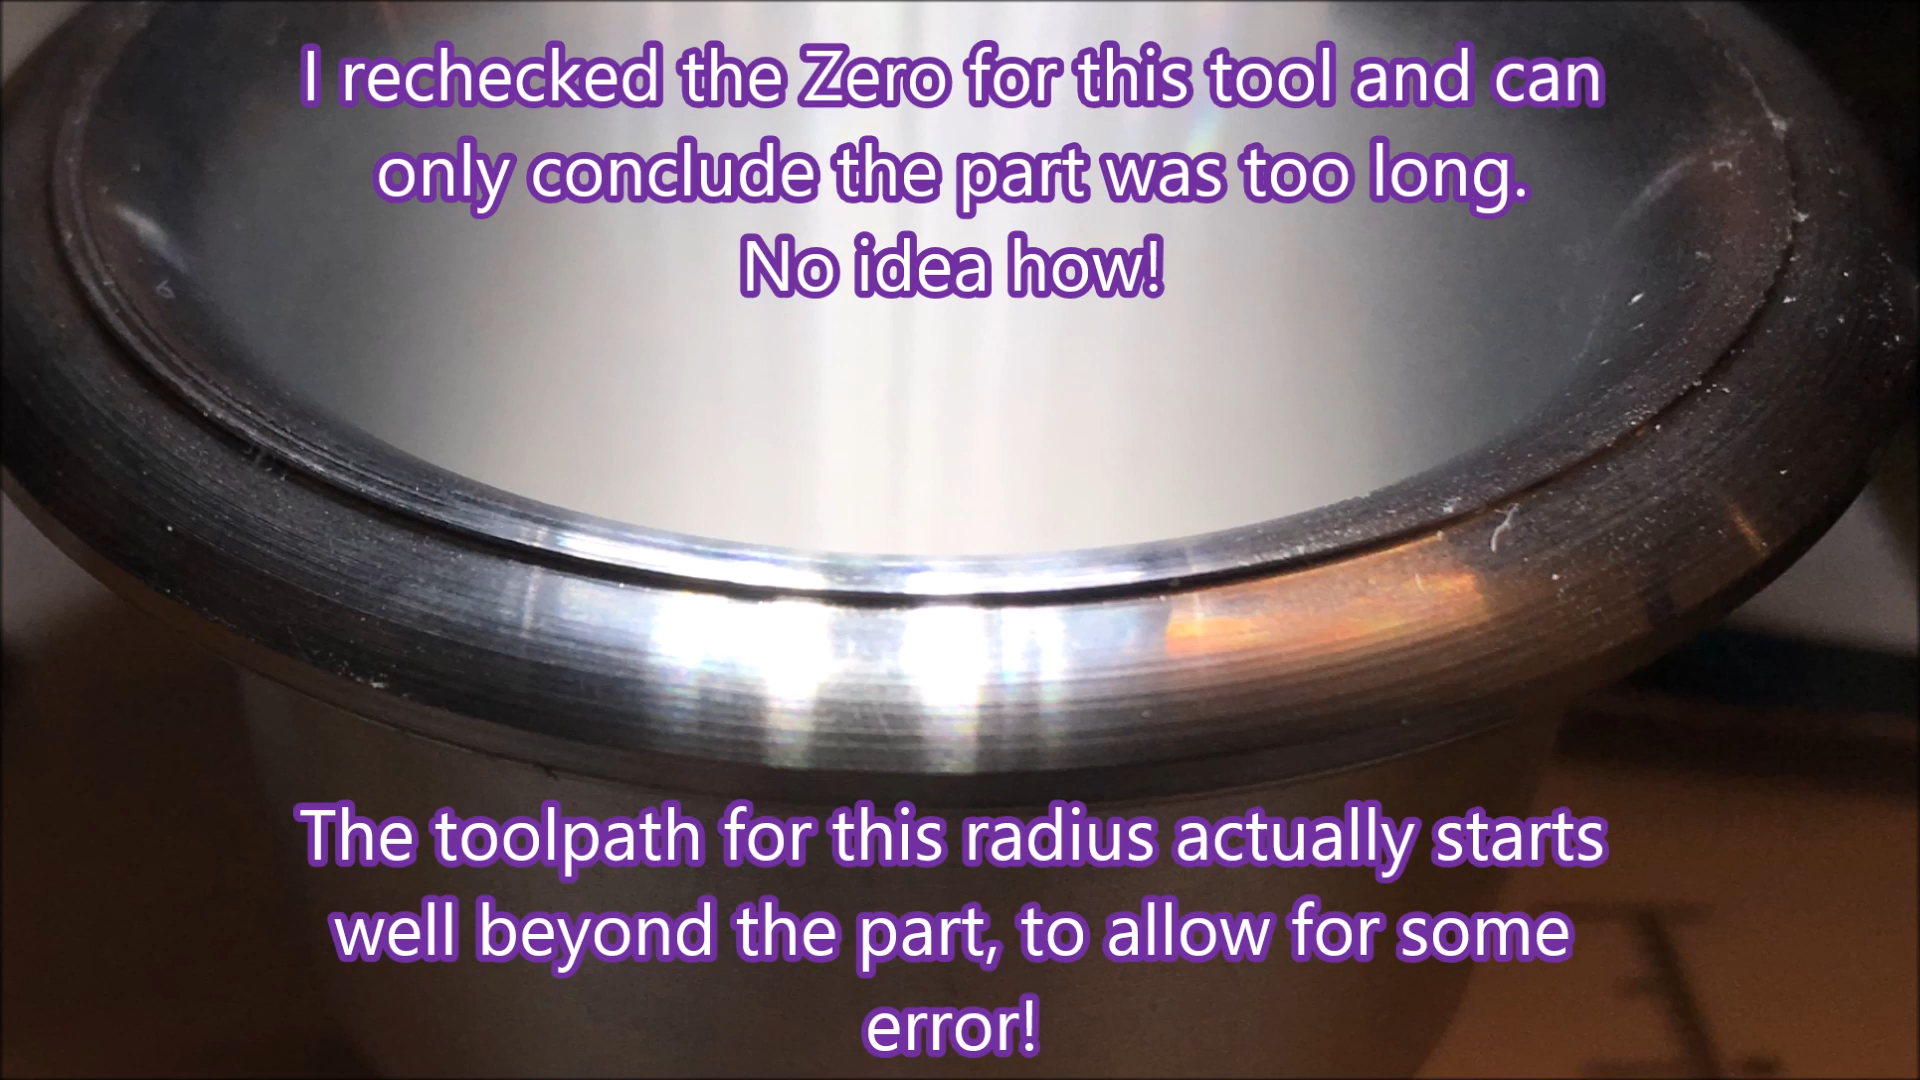 I rechecked the Zero for this tool and can
only conclude the part was too long.
No idea how!
The toolpath for this radius actually starts
well beyond the part, to allow for some
error!